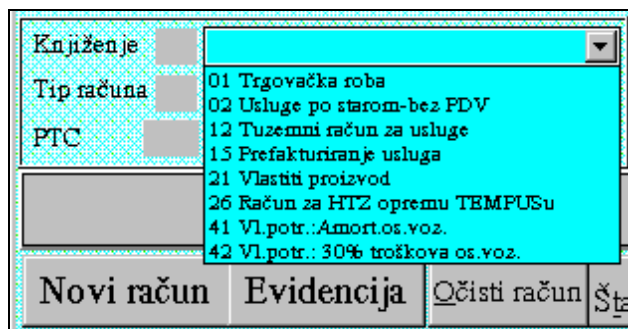 Knjiženje
Tip računa
PTC
01 Trgovačka roba
02 Usluge po starom-bez PDV
12 Tuzemni račun za usluge
15 Prefakturiranje usluga
21 Vlastiti proizvod
26 Račun za HTZ opremu TEMPUSu
41 Vl.potr.:Amort.os.voz.
42 Vl.potr.: 30% troškova os.voz.
Novi račun
Evidencija
Očisti račun